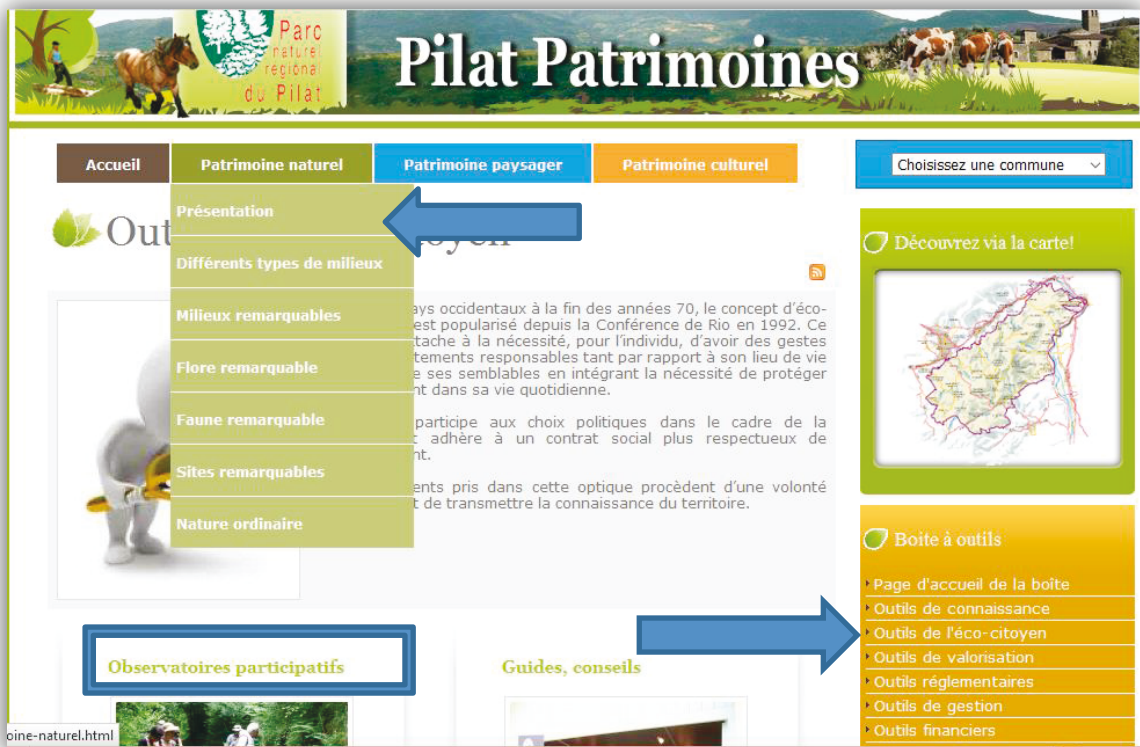 Parc
naturel
régional
du Pilat
Pilat Patrimoines
Accueil
Patrimoine naturel
Patrimoine paysager
Patrimoine culturel
Choisissez une commune
Présentation
Différents types de milieux
Milieux remarquables
Flore remarquable
Faune remarquable
Sites remarquables
Nature ordinaire
Out
oyen
ays occidentaux à la fin des années 70, le concept d'éco-
est popularisé depuis la Conférence de Rio en 1992. Ce
tache à la nécessité, pour l'individu, d'avoir des gestes
tements responsables tant par rapport à son lieu de vie
e ses semblables en intégrant la nécessité de protéger
nt dans sa vie quotidienne.
participe aux choix politiques dans le cadre de la
t adhère à un contrat social plus respectueux de
nt.
ents pris dans cette optique procèdent d'une volonté
t de transmettre la connaissance du territoire.
Découvrez via la carte!
Boite à outils
Page d'accueil de la boîte
Outils de connaissance
Outils de l'éco-citoyen
Outils de valorisation
Outils réglementaires
Outils de gestion
Outils financiers
Observatoires participatifs
Guides, conseils
oine-naturel.html